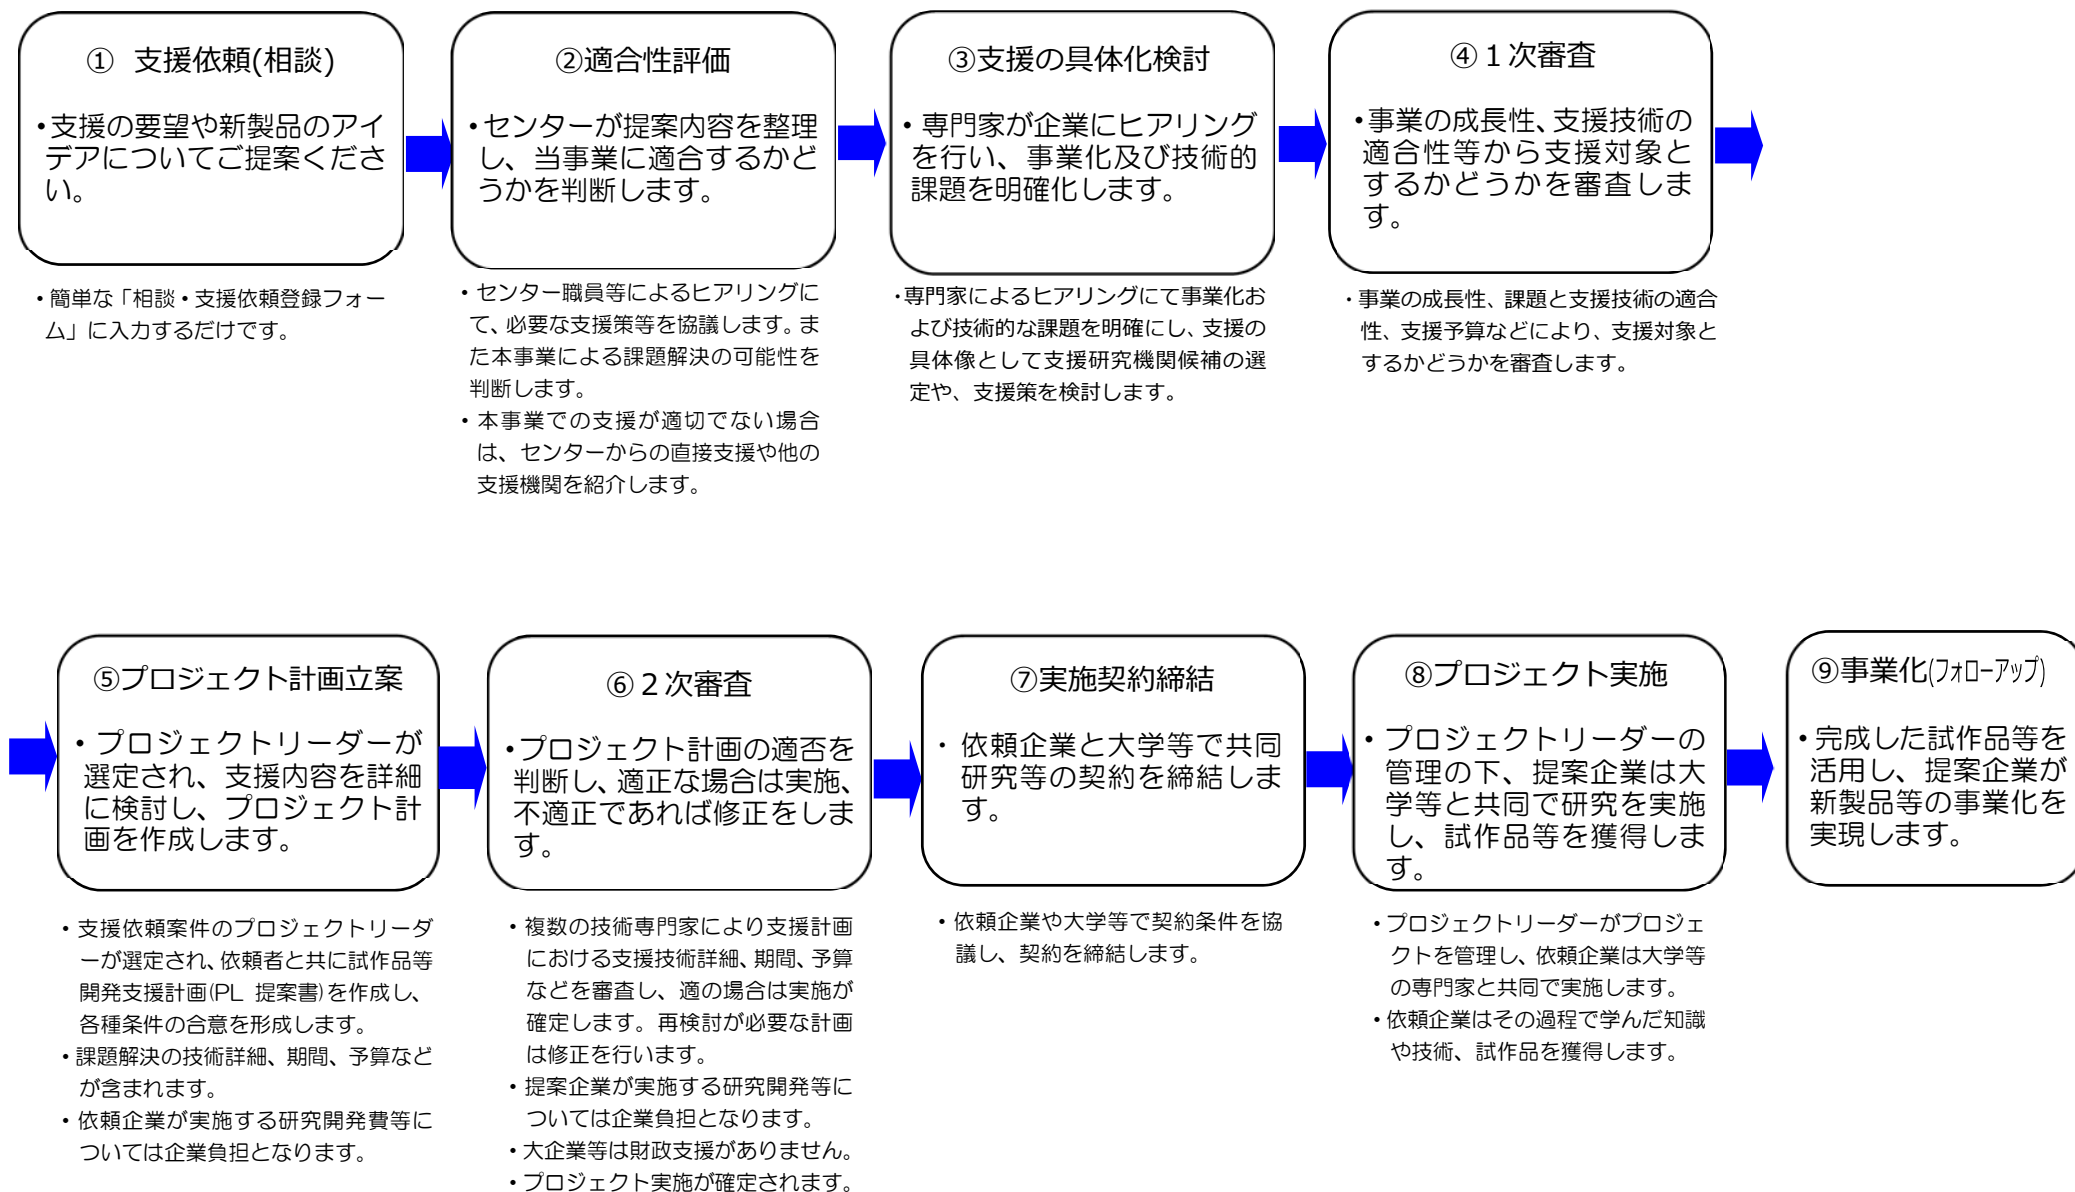 ① 支援依頼(相談)
・支援の要望や新製品のアイ
デアについてご提案くださ
い。
・簡単な「相談・支援依頼登録フォー
ム」に入力するだけです。
②適合性評価
・センターが提案内容を整理
し、当事業に適合するかど
うかを判断します。
・センター職員等によるヒアリングに
て、必要な支援策等を協議します。ま
た本事業による課題解決の可能性を
判断します。
・本事業での支援が適切でない場合
は、センターからの直接支援や他の
支援機関を紹介します。
③支援の具体化検討
・専門家が企業にヒアリング
を行い、事業化及び技術的
課題を明確化します。
・専門家によるヒアリングにて事業化お
よび技術的な課題を明確にし、支援の
具体像として支援研究機関候補の選
定や、支援策を検討します。
④１次審査
・事業の成長性、支援技術の
適合性等から支援対象と
するかどうかを審査しま
す。
・事業の成長性、課題と支援技術の適合
性、支援予算などにより、支援対象と
するかどうかを審査します。
⑤プロジェクト計画立案
・プロジェクトリーダーが
選定され、支援内容を詳細
に検討し、プロジェクト計
画を作成します。
・支援依頼案件のプロジェクトリーダ
ーが選定され、依頼者と共に試作品等
開発支援計画(PL 提案書)を作成し、
各種条件の合意を形成します。
・課題解決の技術詳細、期間、予算など
が含まれます。
・依頼企業が実施する研究開発費等に
ついては企業負担となります。
⑥２次審査
・プロジェクト計画の適否を
判断し、適正な場合は実施、
不適正であれば修正をしま
す。
・複数の技術専門家により支援計画
における支援技術詳細、期間、予算
などを審査し、適の場合は実施が
確定します。再検討が必要な計画
は修正を行います。
・提案企業が実施する研究開発等に
ついては企業負担となります。
・大企業等は財政支援がありません。
・プロジェクト実施が確定されます。
⑦実施契約締結
・依頼企業と大学等で共同
研究等の契約を締結しま
す。
・依頼企業や大学等で契約条件を協
議し、契約を締結します。
⑧プロジェクト実施
・プロジェクトリーダーの
管理の下、提案企業は大
学等と共同で研究を実施
し、試作品等を獲得しま
す。
・プロジェクトリーダーがプロジェ
クトを管理し、依頼企業は大学等
の専門家と共同で実施します。
・依頼企業はその過程で学んだ知識
や技術、試作品を獲得します。
⑨事業化(ﾌｫﾛｰｱｯﾌﾟ)
・完成した試作品等を
活用し、提案企業が
新製品等の事業化を
実現します。